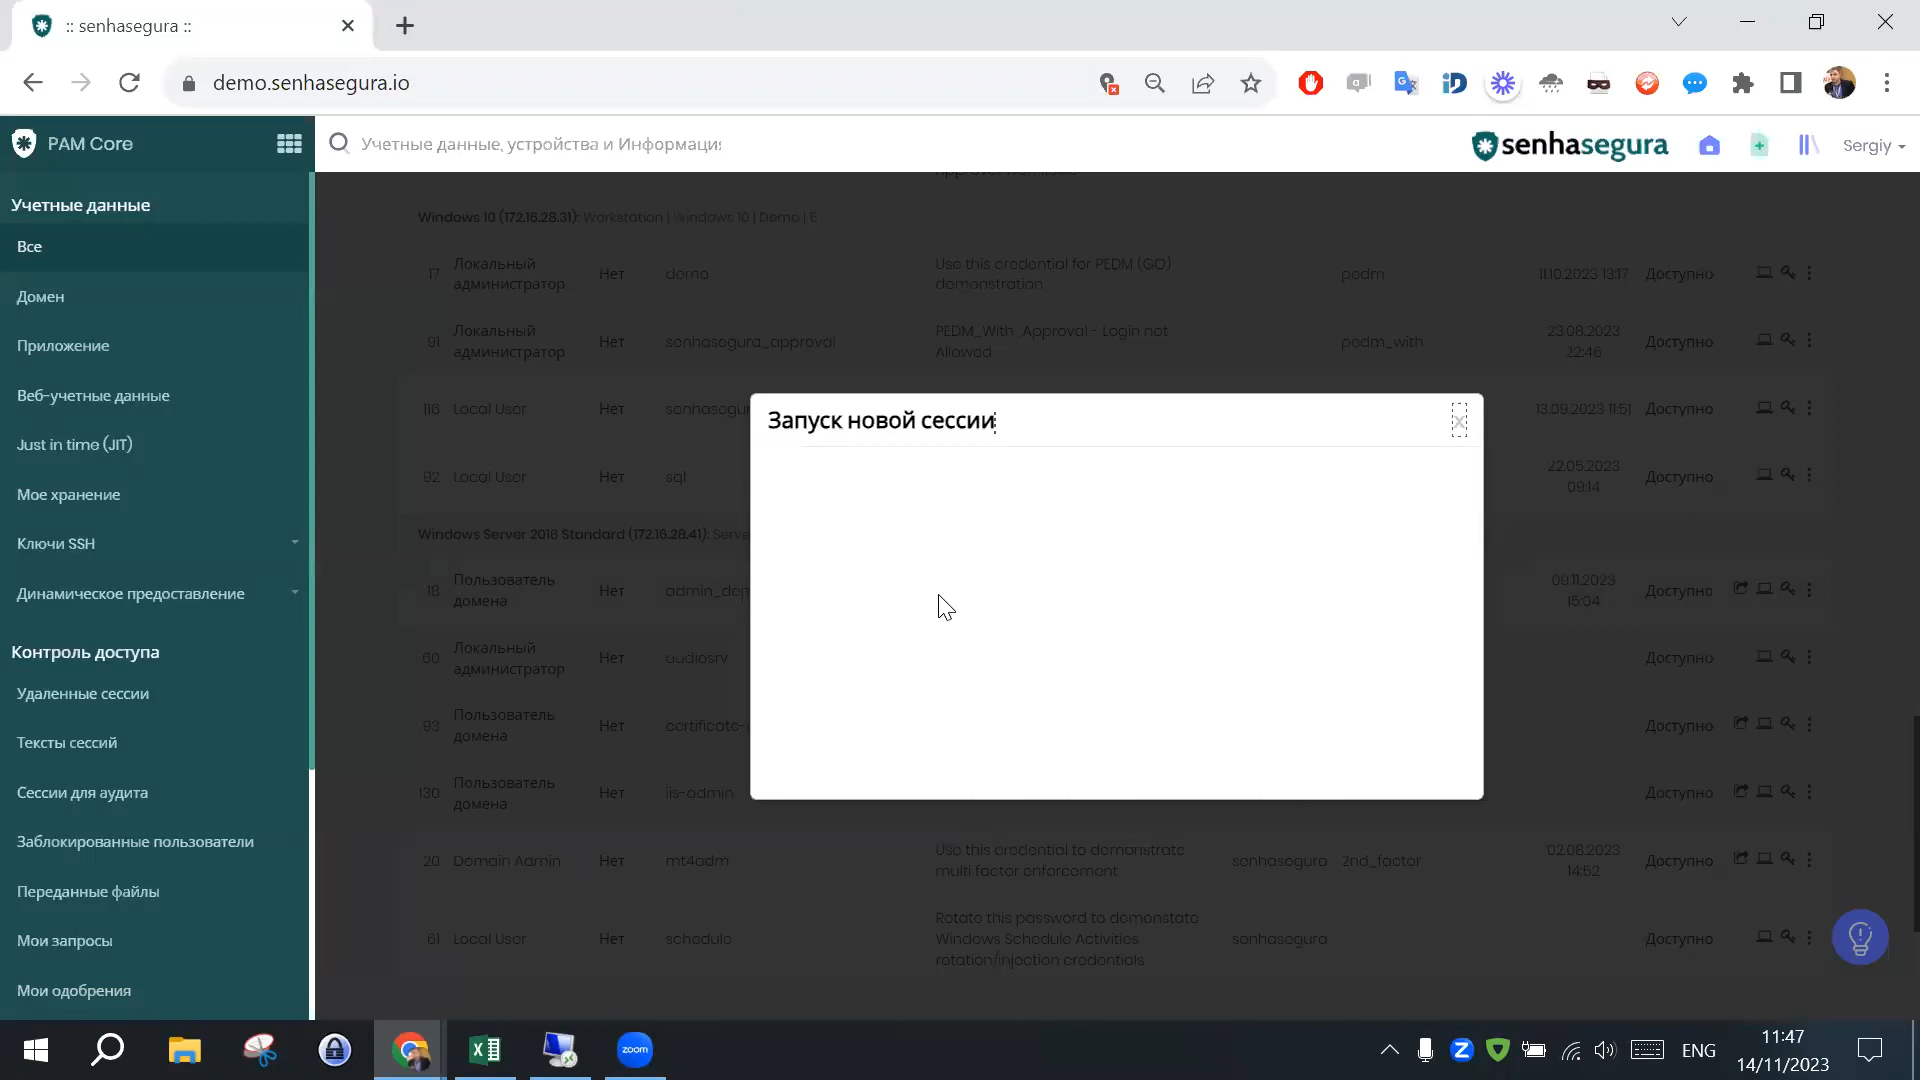 :: senhasegura ::
demo.senhasegura.io
PAM Core
Учетные данные, устройства и Информаци
senhasegura
Sergiy
Учетные данные
Все
Домен
Приложение
Веб-учетные данные
Just in time (JIT)
Мое хранение
Ключи SSH
Динамическое предоставление
Контроль доступа
Удаленные сессии
Тексты сессий
Сессии для аудита
Заблокированные пользователи
Переданные файлы
Мои запросы
Мои одобрения
Windows 10 (172.16.28.31): Workstation | Windows 10 | Demo |
17 Локальный администратор Нет demo Use this credential for PEDM (GO) demonstration pedm 11.10.2023 13:17 Доступно
91 Локальный администратор Нет senhasegura_approval PEDM_With_Approval - Login not Allowed pedm_with 23.08.2023 22:46 Доступно
116 Local User Нет 13.09.2023 11:51 Доступно
92 Local User Нет sql 22.05.2023 09:14 Доступно
Windows Server 2016 Standard (172.16.28.41):
18 Пользователь домена Нет 09.11.2023 15:04 Доступно
60 Локальный администратор Нет audiosrv Доступно
93 Пользователь домена Нет Доступно
130 Пользователь домена Нет iis-admin Доступно
20 Domain Admin Нет mt4adm Use this credential to demonstrate multi factor enforcement senhasegura 2nd_factor 02.08.2023 14:52 Доступно
61 Local User Нет schedule Rotate this password to demonstate Windows Schedule Activities rotation/injection credentials senhasegura Доступно
Запуск новой сессии
x
zoom
ENG
11:47
14/11/2023